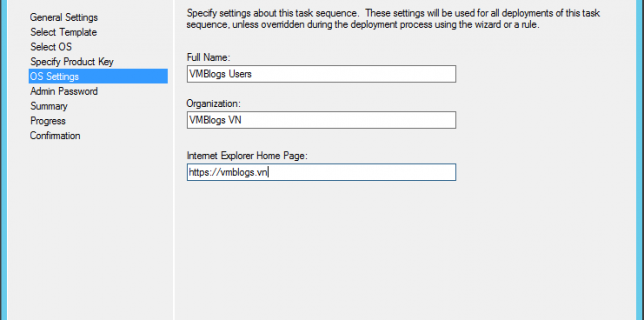 General Settings
Select Template
Select OS
Specify Product Key
OS Settings
Admin Password
Summary
Progress
Confirmation
Specify settings about this task sequence.  These settings will be used for all deployments of this task
sequence, unless overridden during the deployment process using the wizard or a rule.
Full Name:
VMBlogs Users
Organization:
VMBlogs VN
Internet Explorer Home Page:
https://vmblogs.vn